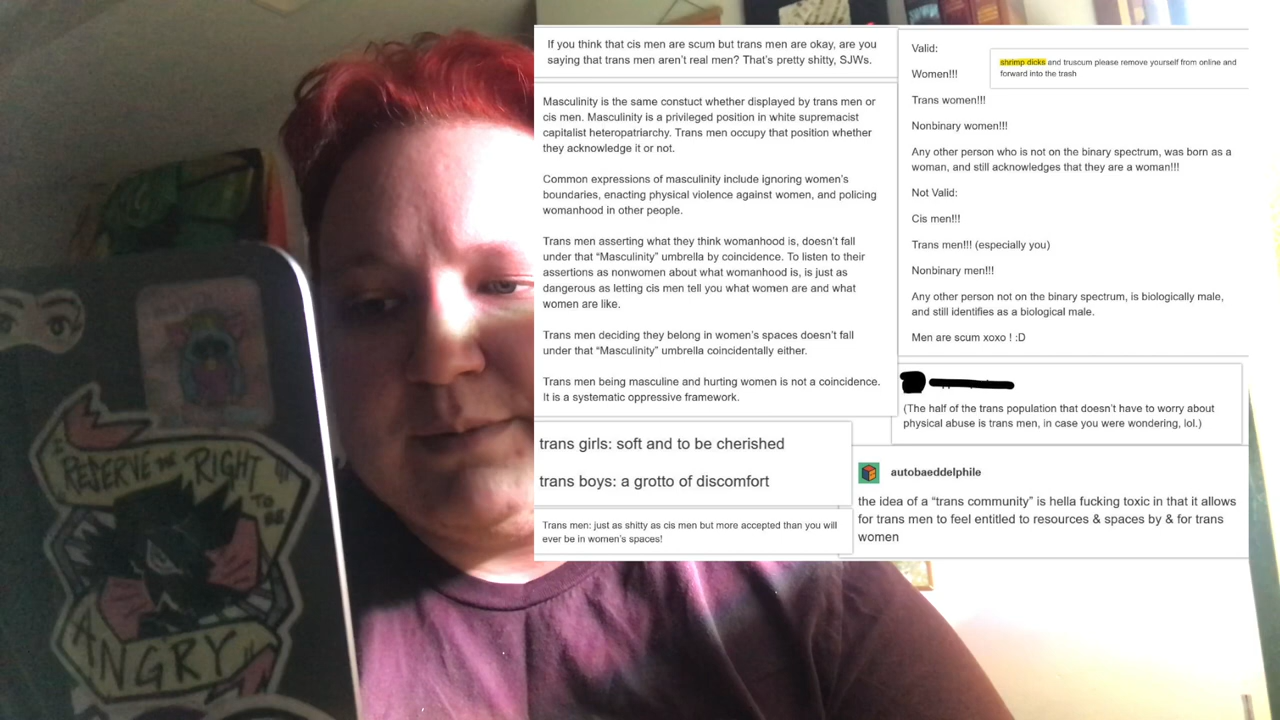 If you think that cis men are scum but trans men are okay, are you
saying that trans men aren't real men? That's pretty shitty, SJWs.
Masculinity is the same constuct whether displayed by trans men or
cis men. Masculinity is a privileged position in white supremacist
capitalist heteropatriarchy. Trans men occupy that position whether
they acknowledge it or not.
Common expressions of masculinity include ignoring women's
boundaries, enacting physical violence against women, and policing
womanhood in other people.
Trans men asserting what they think womanhood is, doesn't fall
under that “Masculinity” umbrella by coincidence. To listen to their
assertions as nonwomen about what womanhood is, is just as
dangerous as letting cis men tell you what women are and what
women are like.
Trans men deciding they belong in women's spaces doesn't fall
under that “Masculinity” umbrella coincidentally either.
Trans men being masculine and hurting women is not a coincidence.
It is a systematic oppressive framework.
trans girls: soft and to be cherished
trans boys: a grotto of discomfort
Trans men: just as shitty as cis men but more accepted than you will
ever be in women's spaces!
Valid:
Women!!!
shrimp dicks and truscum please remove yourself from online and
forward into the trash
Trans women!!!
Nonbinary women!!!
Any other person who is not on the binary spectrum, was born as a
woman, and still acknowledges that they are a woman!!!
Not Valid:
Cis men!!!
Trans men!!! (especially you)
Nonbinary men!!!
Any other person not on the binary spectrum, is biologically male,
and still identifies as a biological male.
Men are scum xoxo ! :D
(The half of the trans population that doesn't have to worry about
physical abuse is trans men, in case you were wondering, lol.)
autobaeddelphile
the idea of a “trans community” is hella fucking toxic in that it allows
for trans men to feel entitled to resources & spaces by & for trans
women
RESERVE THE RIGHT
TO BE
ANGRY